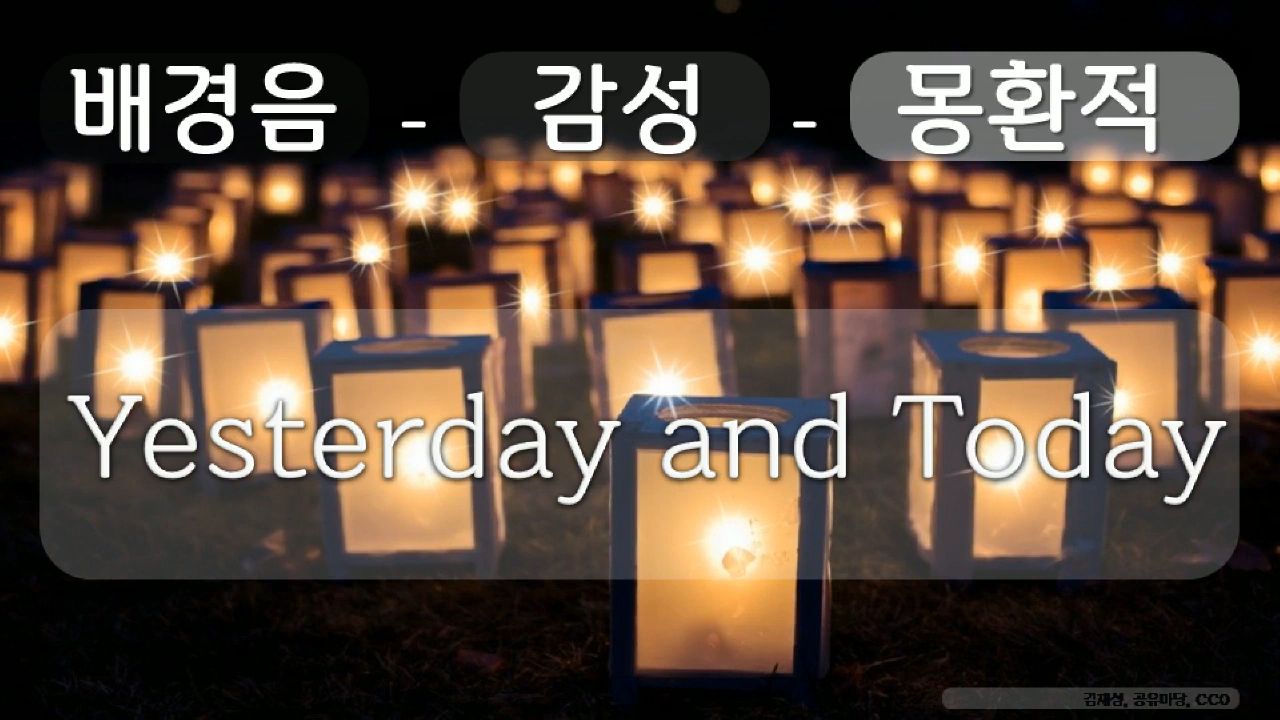 배경음 - 감성 - 몽환적
Yesterday and Today
김재성, 공유마당, CC0